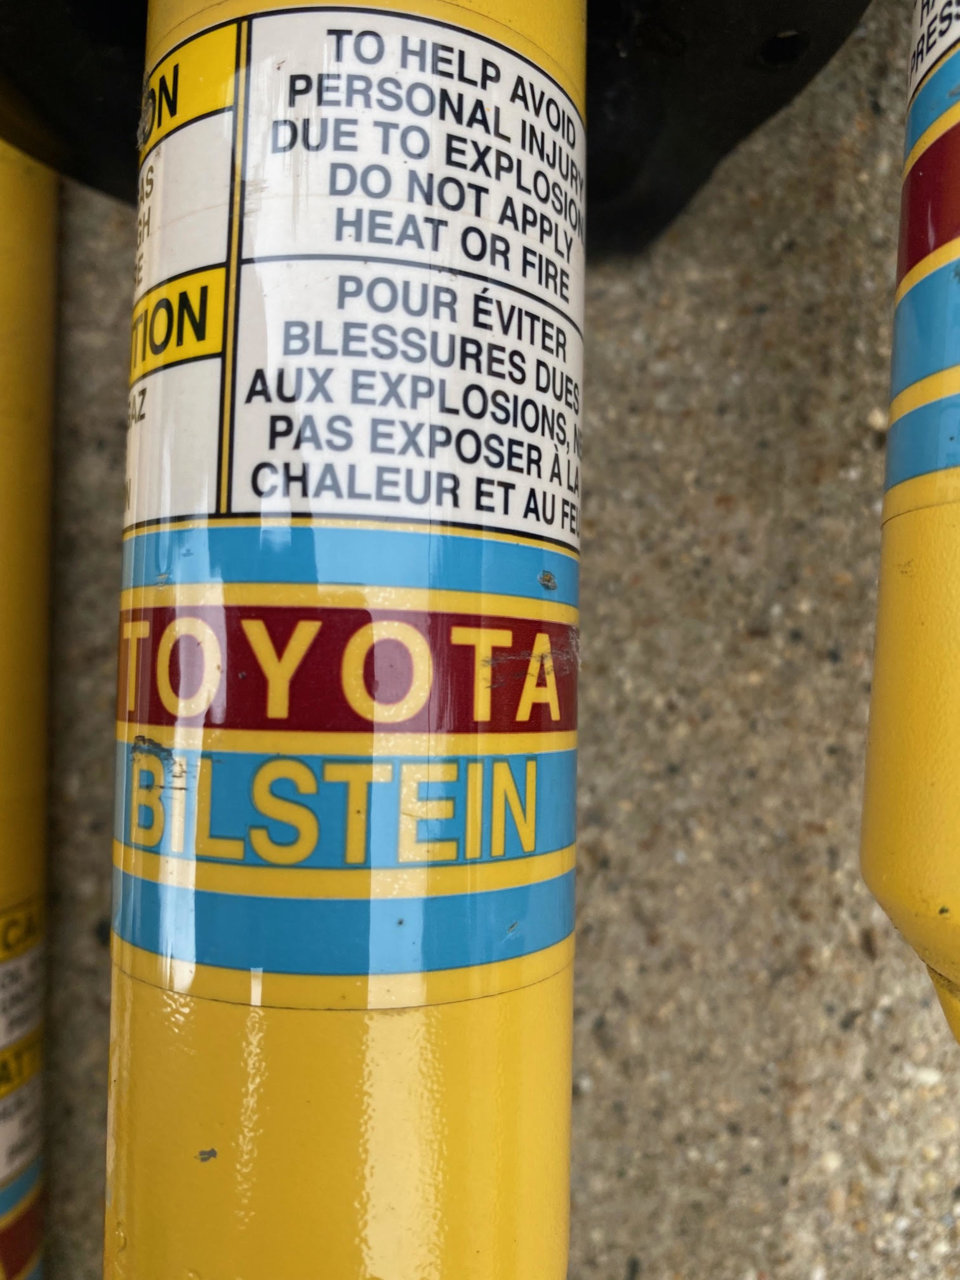 TO HELP AVOID
PERSONAL INJURY
DUE TO EXPLOSION
DO NOT APPLY
HEAT OR FIRE
POUR ÉVITER
BLESSURES DUES
AUX EXPLOSIONS,
PAS EXPOSER À LA
CHALEUR ET AU
TOYOTA
BILSTEIN